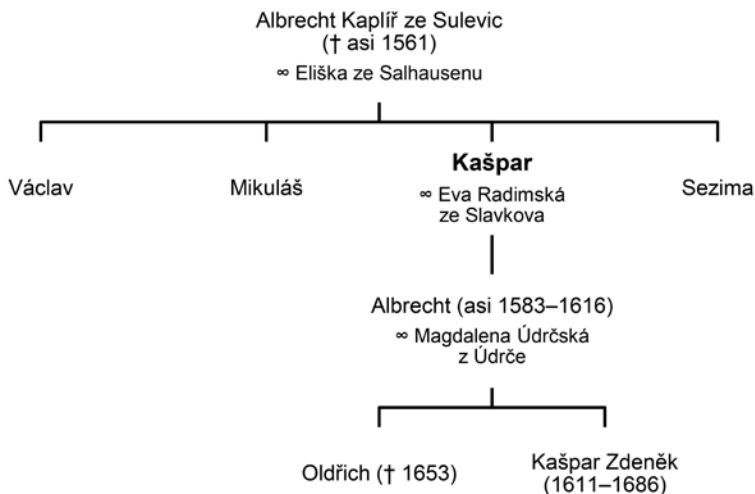 Albrecht Kaplíř ze Sulevic
(† asi 1561)
∞ Eliška ze Salhausenu
Václav
Mikuláš
Kašpar
∞ Eva Radimská
ze Slavkova
Sezima
Albrecht (asi 1583–1616)
∞ Magdalena Údrčská
z Údrče
Oldřich († 1653)
Kašpar Zdeněk
(1611–1686)